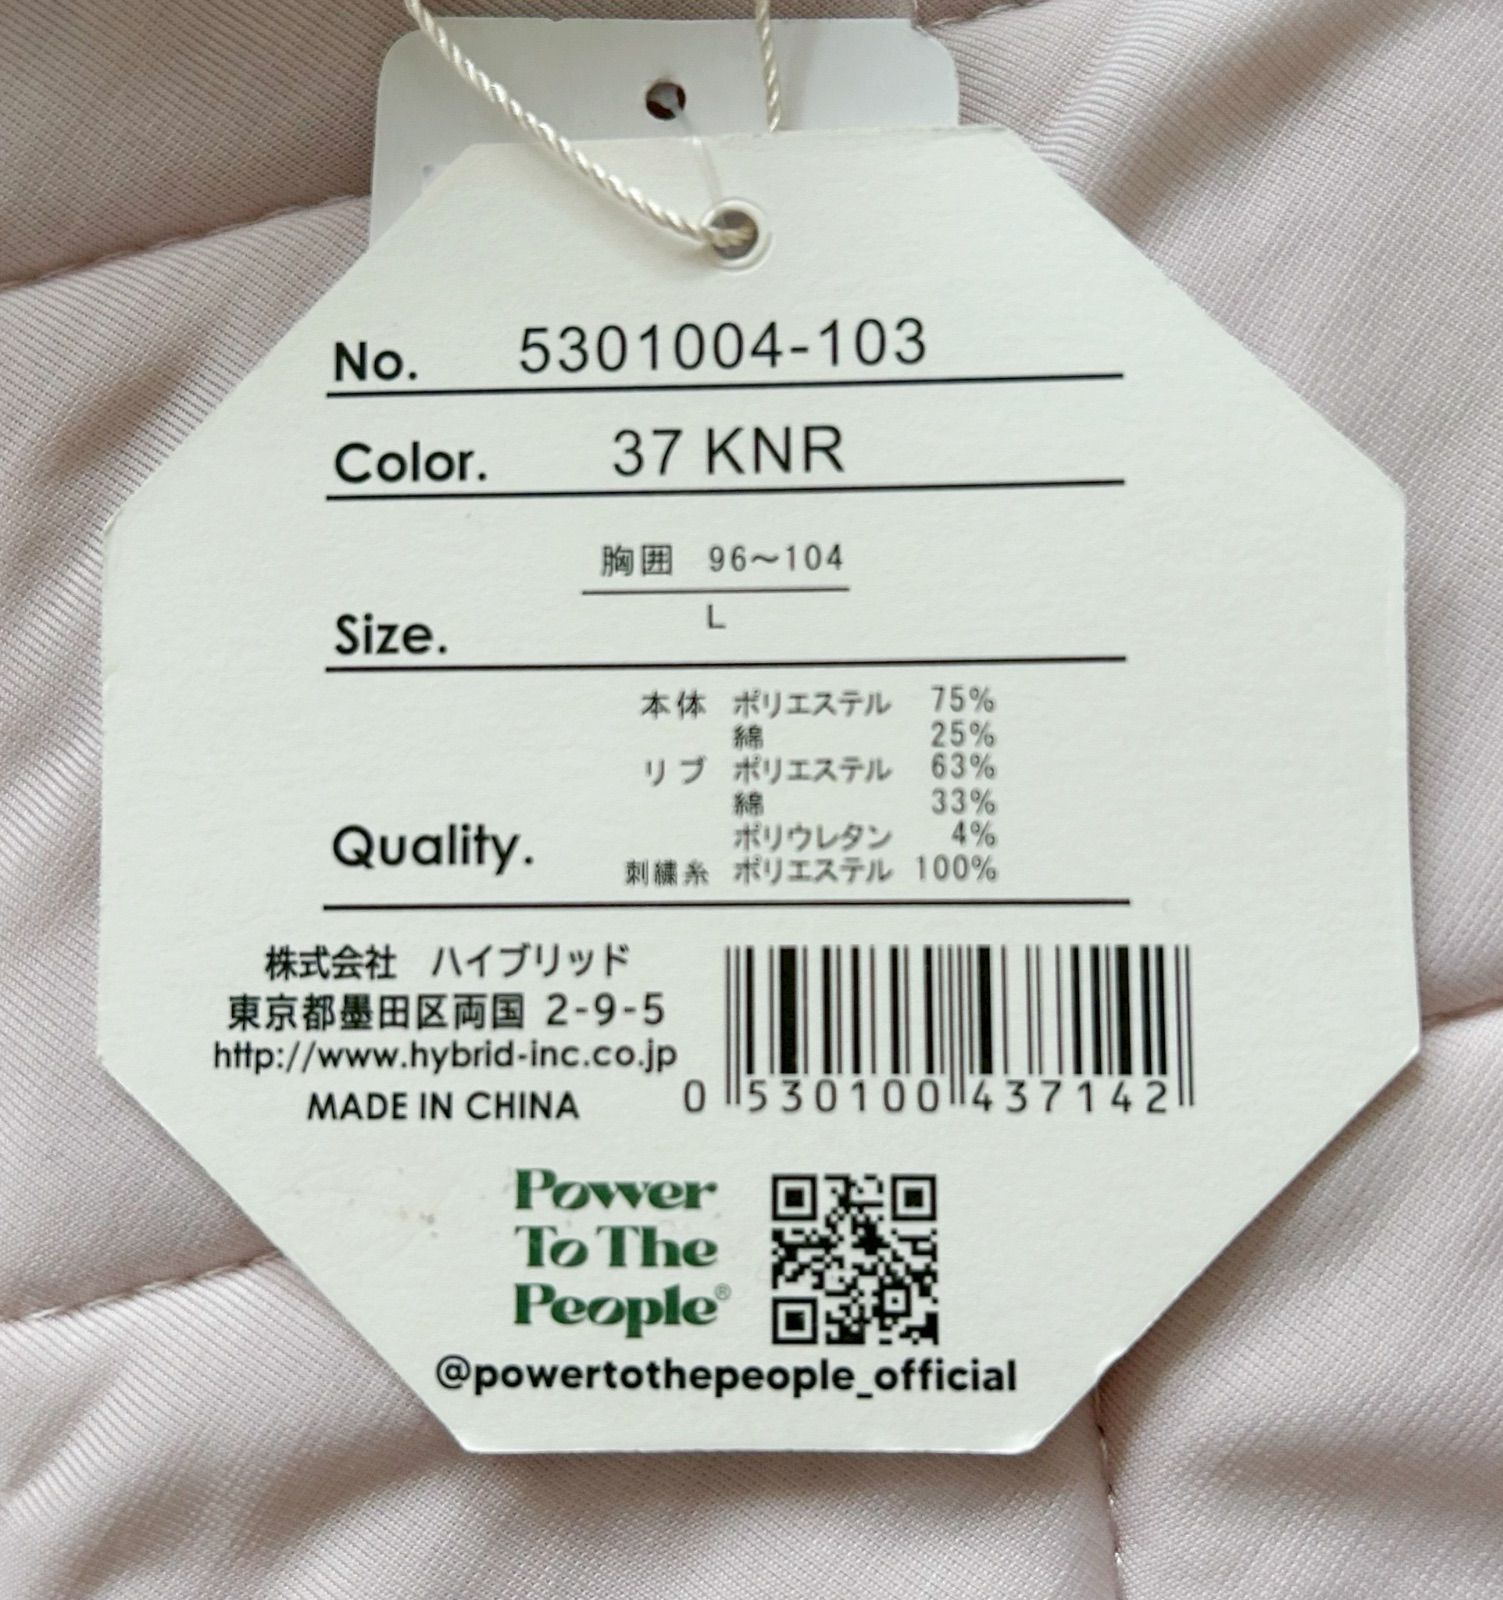 No. 5301004-103
Color. 37 KNR
胸囲 96〜104
L
Size.
本体 ポリエステル 75%
綿 25%
リブ ポリエステル 63%
綿 33%
ポリウレタン 4%
Quality.
刺繍糸 ポリエステル 100%
株式会社 ハイブリッド
東京都墨田区両国 2-9-5
http://www.hybrid-inc.co.jp
MADE IN CHINA
0 530100 437142
Power
To The
People®
@powertothepeople_official